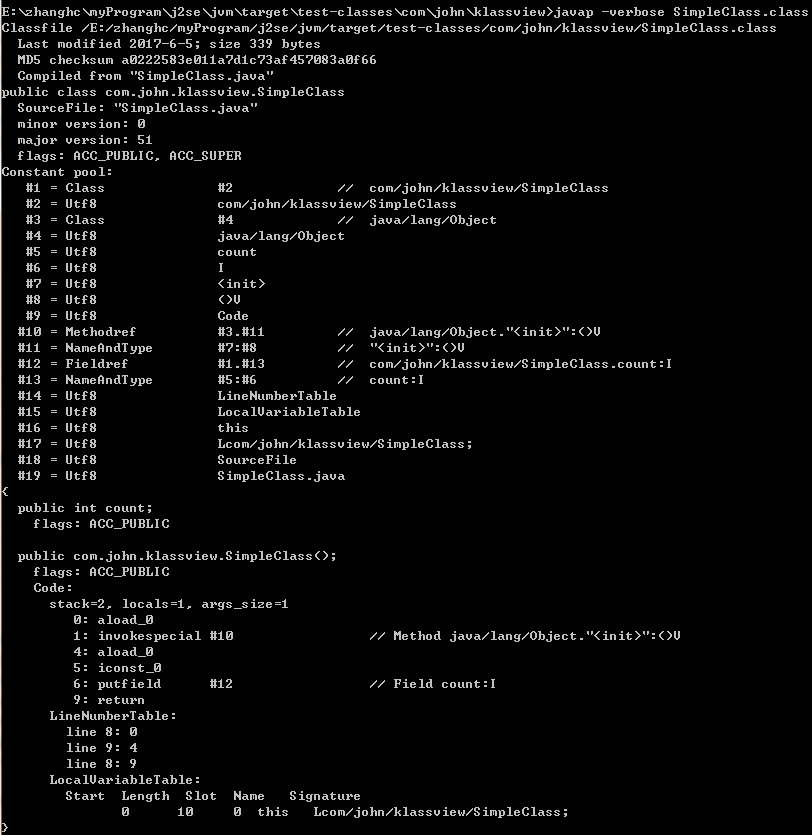 E:\zhanghc\myProgram\j2se\jvm\target\test-classes\com\john\klassview>javap -verbose SimpleClass.class
Classfile /E:/zhanghc/myProgram/j2se/jvm/target/test-classes/com/john/klassview/SimpleClass.class
  Last modified 2017-6-5; size 339 bytes
  MD5 checksum a0222583e011a7d1c73af457083a0f66
  Compiled from "SimpleClass.java"
public class com.john.klassview.SimpleClass
  SourceFile: "SimpleClass.java"
  minor version: 0
  major version: 51
  flags: ACC_PUBLIC, ACC_SUPER
Constant pool:
   #1 = Class              #2             //  com/john/klassview/SimpleClass
   #2 = Utf8               com/john/klassview/SimpleClass
   #3 = Class              #4             //  java/lang/Object
   #4 = Utf8               java/lang/Object
   #5 = Utf8               count
   #6 = Utf8               I
   #7 = Utf8               <init>
   #8 = Utf8               ()V
   #9 = Utf8               Code
  #10 = Methodref          #3.#11         //  java/lang/Object."<init>":()V
  #11 = NameAndType        #7:#8          //  "<init>":()V
  #12 = Fieldref           #1.#13         //  com/john/klassview/SimpleClass.count:I
  #13 = NameAndType        #5:#6          //  count:I
  #14 = Utf8               LineNumberTable
  #15 = Utf8               LocalVariableTable
  #16 = Utf8               this
  #17 = Utf8               Lcom/john/klassview/SimpleClass;
  #18 = Utf8               SourceFile
  #19 = Utf8               SimpleClass.java
{
  public int count;
    flags: ACC_PUBLIC

  public com.john.klassview.SimpleClass();
    flags: ACC_PUBLIC
    Code:
      stack=2, locals=1, args_size=1
         0: aload_0
         1: invokespecial #10                 // Method java/lang/Object."<init>":()V
         4: aload_0
         5: iconst_0
         6: putfield      #12                 // Field count:I
         9: return
      LineNumberTable:
        line 8: 0
        line 9: 4
        line 8: 9
      LocalVariableTable:
        Start  Length  Slot  Name   Signature
               0      10     0  this   Lcom/john/klassview/SimpleClass;
}